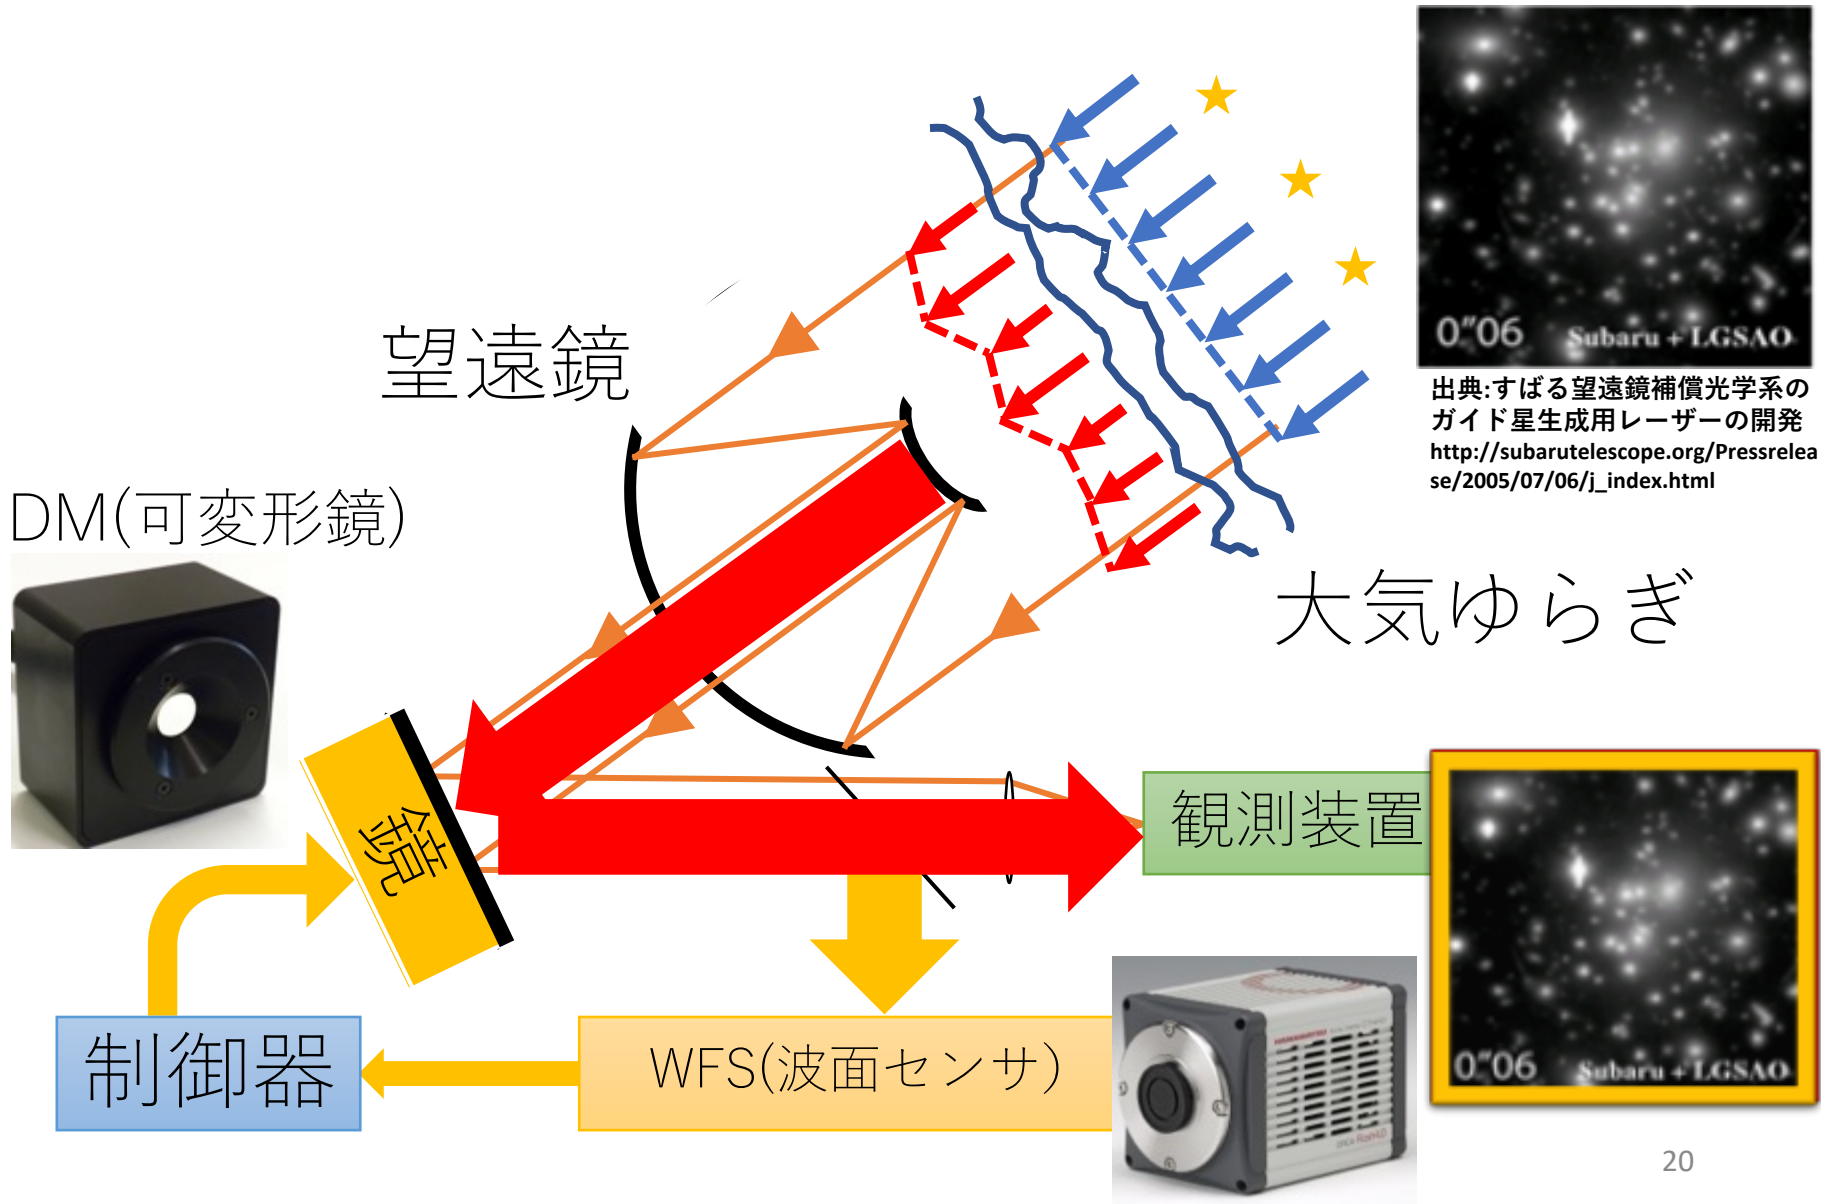 0"06 Subaru + LGSAO
出典:すばる望遠鏡補償光学系の
ガイド星生成用レーザーの開発
http://subarutelescope.org/Pressrelea
se/2005/07/06/j_index.html
望遠鏡
DM(可変形鏡)
大気ゆらぎ
鏡
観測装置
0"06 Subaru + LGSAO
制御器
WFS(波面センサ)
HAMAMATSU
20